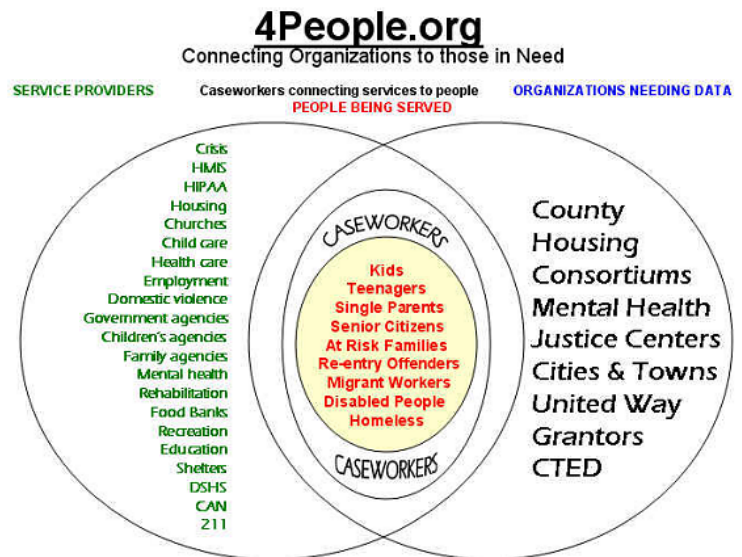 4People.org
Connecting Organizations to those in Need
SERVICE PROVIDERS
Caseworkers connecting services to people
PEOPLE BEING SERVED
ORGANIZATIONS NEEDING DATA
Crisis
HMIS
HIPAA
Housing
Churches
Child care
Health care
Employment
Domestic violence
Government agencies
Children's agencies
Family agencies
Mental health
Rehabilitation
Food Banks
Recreation
Education
Shelters
DSHS
CAN
211
CASEWORKERS
Kids
Teenagers
Single Parents
Senior Citizens
At Risk Families
Re-entry Offenders
Migrant Workers
Disabled People
Homeless
CASEWORKERS
County
Housing
Consortiums
Mental Health
Justice Centers
Cities & Towns
United Way
Grantors
CTED